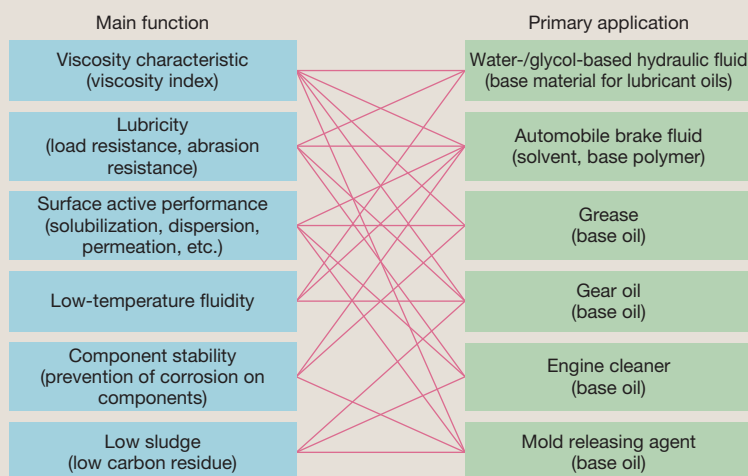 Main function
Viscosity characteristic
(viscosity index)
Lubricity
(load resistance, abrasion
resistance)
Surface active performance
(solubilization, dispersion,
permeation, etc.)
Low-temperature fluidity
Component stability
(prevention of corrosion on
components)
Low sludge
(low carbon residue)
Primary application
Water-/glycol-based hydraulic fluid
(base material for lubricant oils)
Automobile brake fluid
(solvent, base polymer)
Grease
(base oil)
Gear oil
(base oil)
Engine cleaner
(base oil)
Mold releasing agent
(base oil)